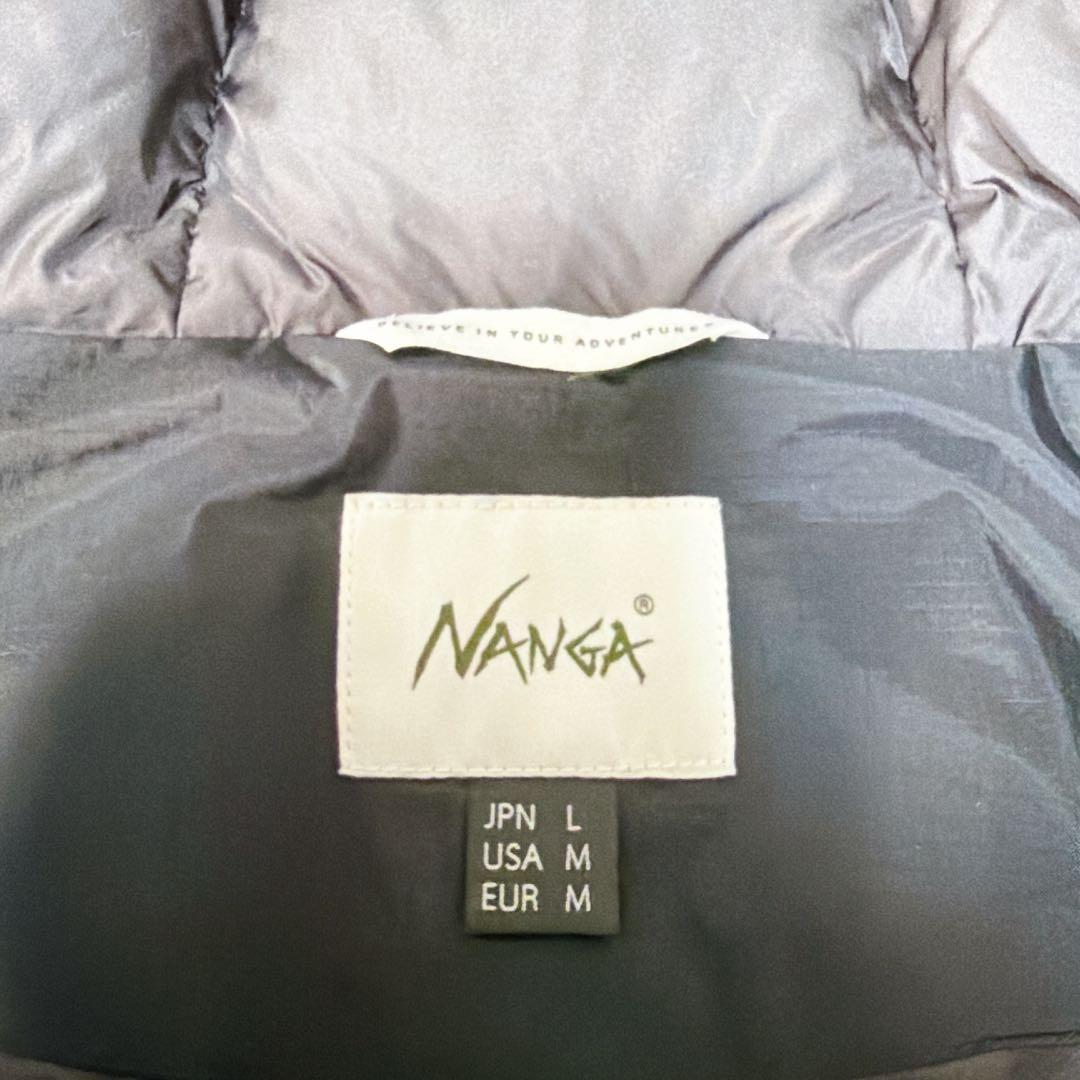 BELIEVE IN YOUR ADVENTURE
NANGA®
JPN L
USA M
EUR M